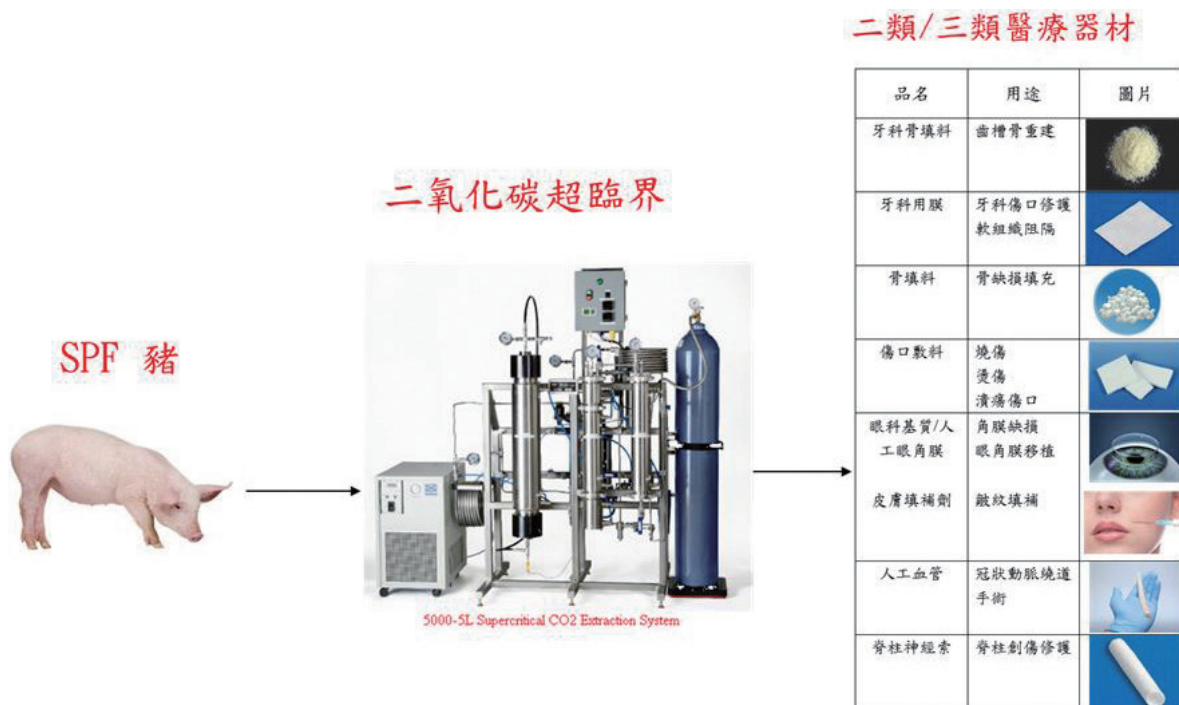 二類/三類醫療器材
二氧化碳超臨界
SPF 豬
5000-5L Supercritical CO2 Extraction System
品名 用途 圖片
牙科骨填料 齒槽骨重建
牙科用膜 牙科傷口修護
軟組織阻隔
骨填料 骨缺損填充
傷口敷料 燒傷
燙傷
潰瘍傷口
眼科基質/人 角膜缺損
工眼角膜 眼角膜移植
皮膚填補劑 皺紋填補
人工血管 冠狀動脈繞道
手術
脊柱神經索 脊柱創傷修護